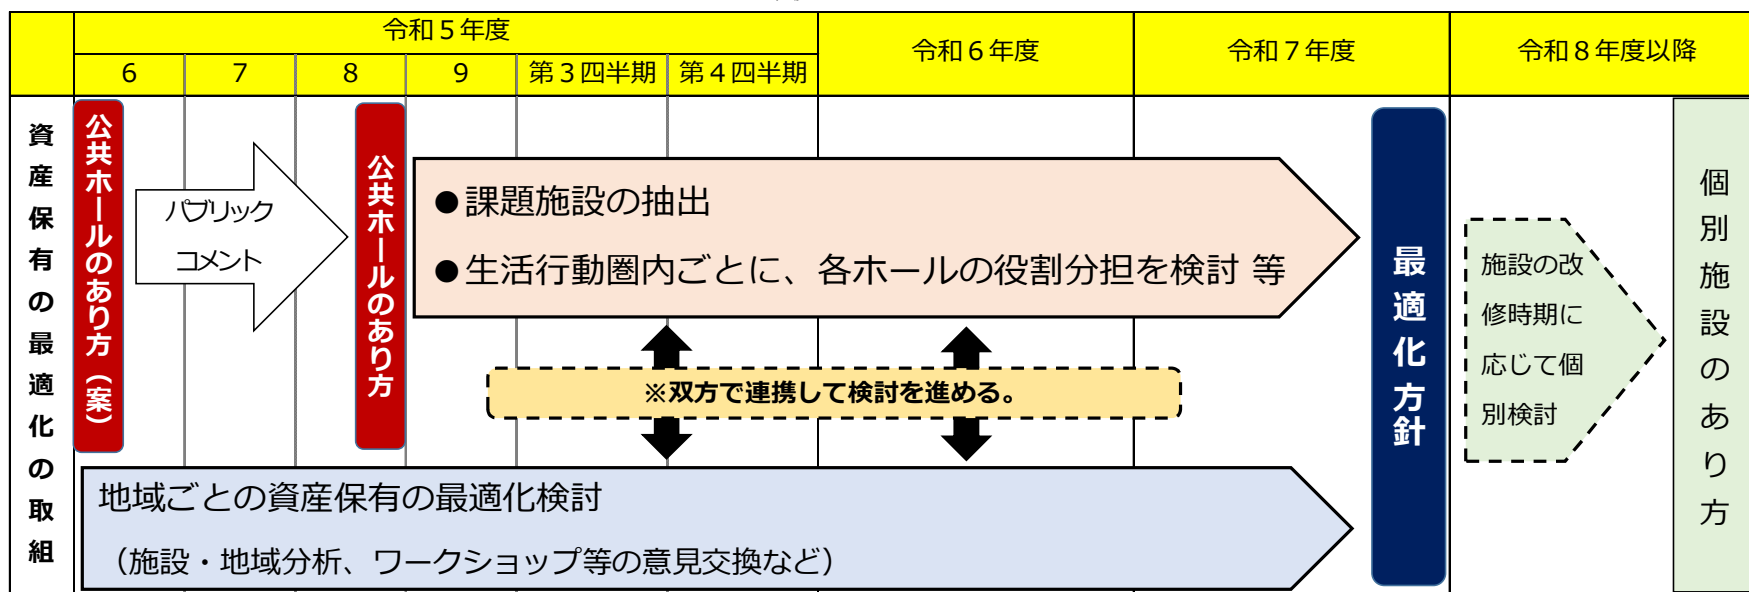 令和５年度
令和６年度
令和７年度
令和８年度以降
6
7
8
9
第３四半期
第４四半期
資産保有の最適化の取組
公共ホールのあり方（案）
パブリック
コメント
公共ホールのあり方
●課題施設の抽出
●生活行動圏内ごとに、各ホールの役割分担を検討 等
※双方で連携して検討を進める。
地域ごとの資産保有の最適化検討
（施設・地域分析、ワークショップ等の意見交換など）
最適化方針
施設の改
修時期に
応じて個
別検討
個別施設のあり方